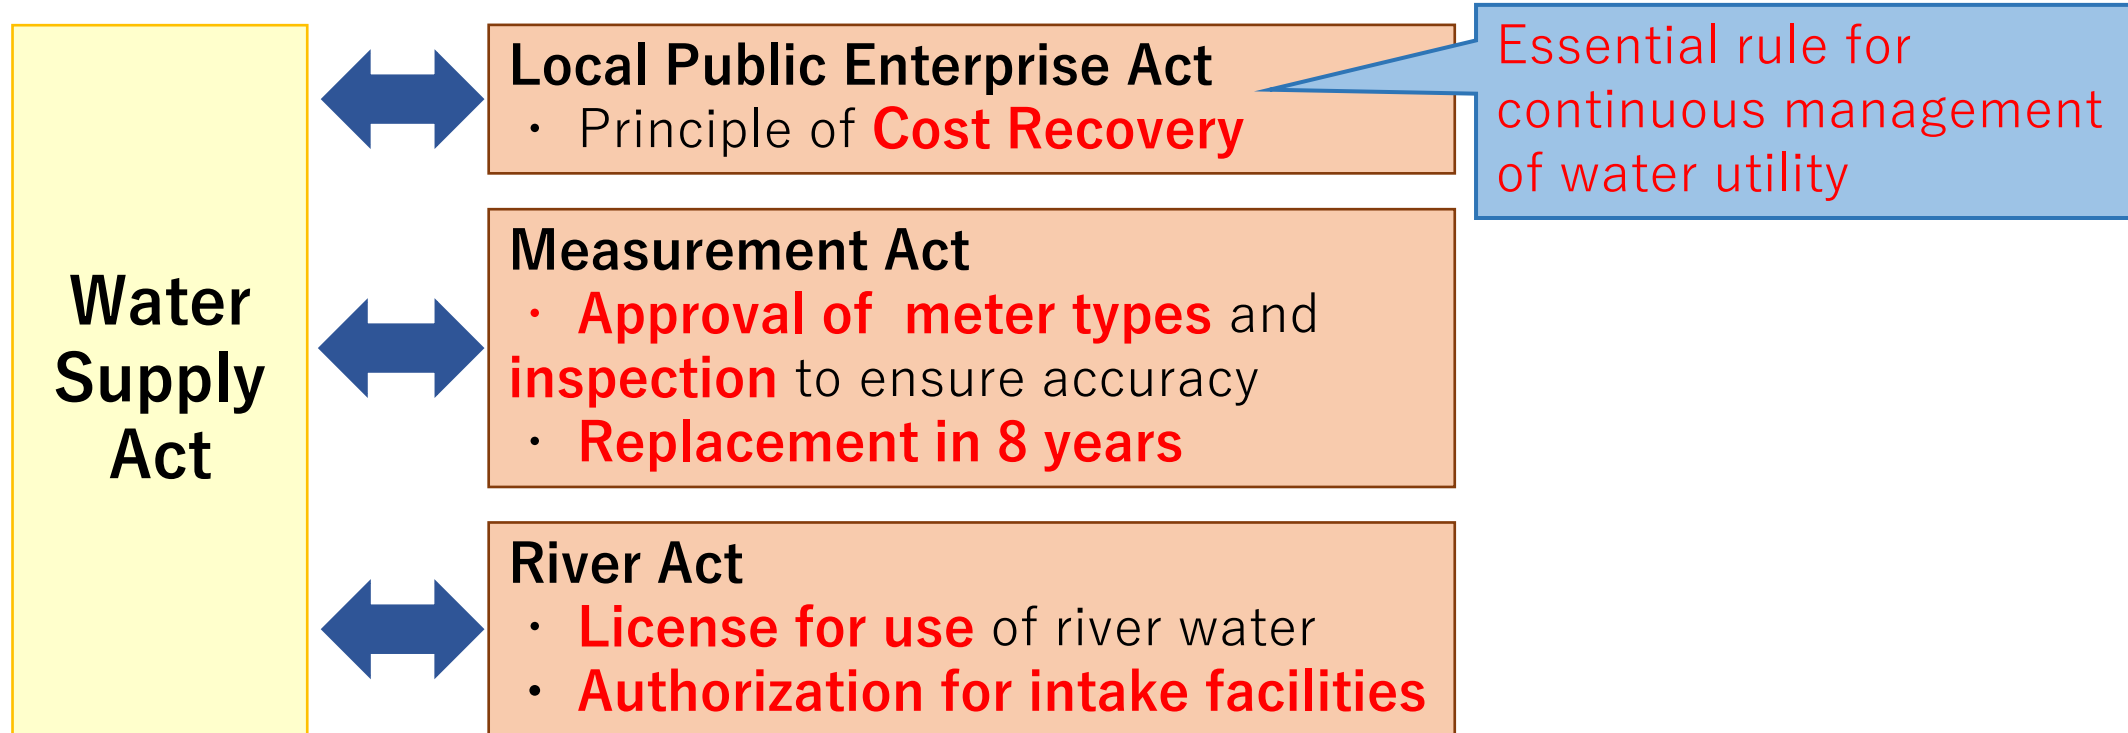 Water
Supply
Act
Local Public Enterprise Act
・ Principle of Cost Recovery
Essential rule for
continuous management
of water utility
Measurement Act
・ Approval of  meter types and
inspection to ensure accuracy
・ Replacement in 8 years
River Act
・ License for use of river water
・ Authorization for intake facilities